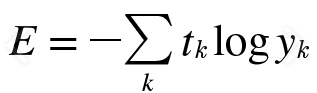 E = −∑ₖ tₖ log yₖ